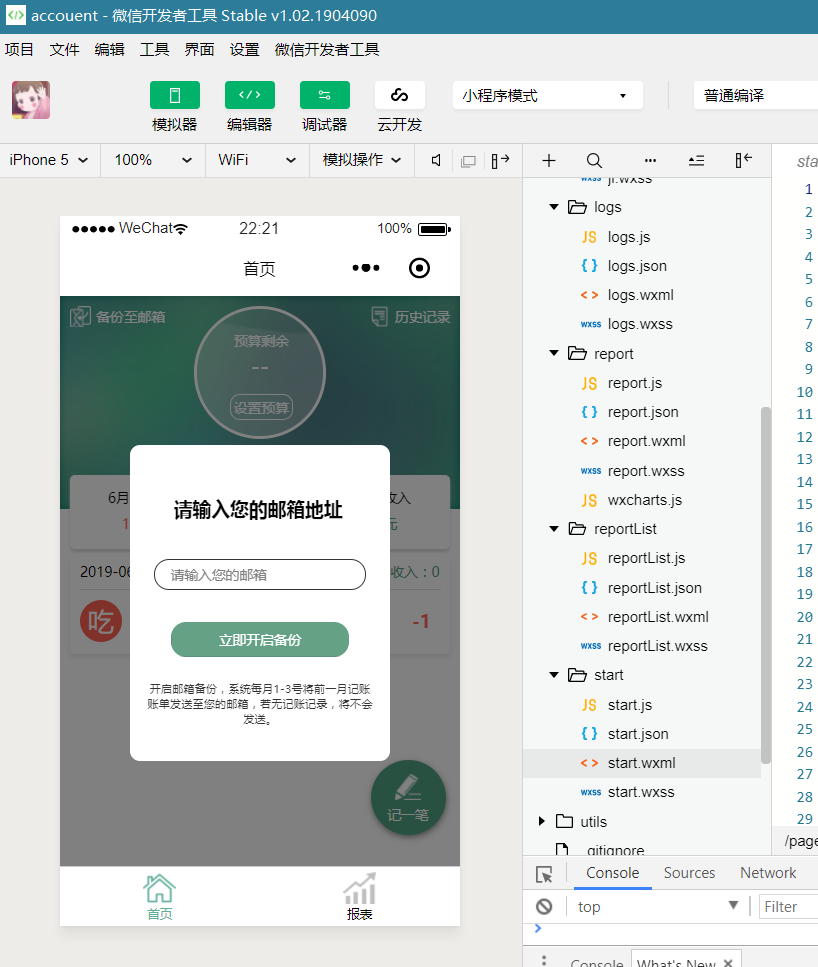 accouent - 微信开发者工具 Stable v1.02.1904090
项目 文件 编辑 工具 界面 设置 微信开发者工具
模拟器 编辑器 调试器 云开发
小程序模式
普通编译
iPhone 5 100% WiFi 模拟操作
WeChat 22:21 100%
首页
备份至邮箱
历史记录
预算剩余
--
设置预算
6月
收入
1
元
2019-06
收入：0
吃
-1
请输入您的邮箱地址
请输入您的邮箱
立即开启备份
开启邮箱备份，系统每月1-3号将前一月记账
账单发送至您的邮箱，若无记账记录，将不会
发送。
记一笔
首页
报表
JS
WXSS ji.wxss
logs
JS logs.js
{ } logs.json
< > logs.wxml
WXSS logs.wxss
report
JS report.js
{ } report.json
< > report.wxml
WXSS report.wxss
JS wxcharts.js
reportList
JS reportList.js
{ } reportList.json
< > reportList.wxml
WXSS reportList.wxss
start
JS start.js
{ } start.json
< > start.wxml
WXSS start.wxss
utils
.gitignore
sta
1
2
3
4
5
6
7
8
9
10
11
12
13
14
15
16
17
18
19
20
21
22
23
24
25
26
27
28
29
/page
Console Sources Network
top
Filter
Console What's New